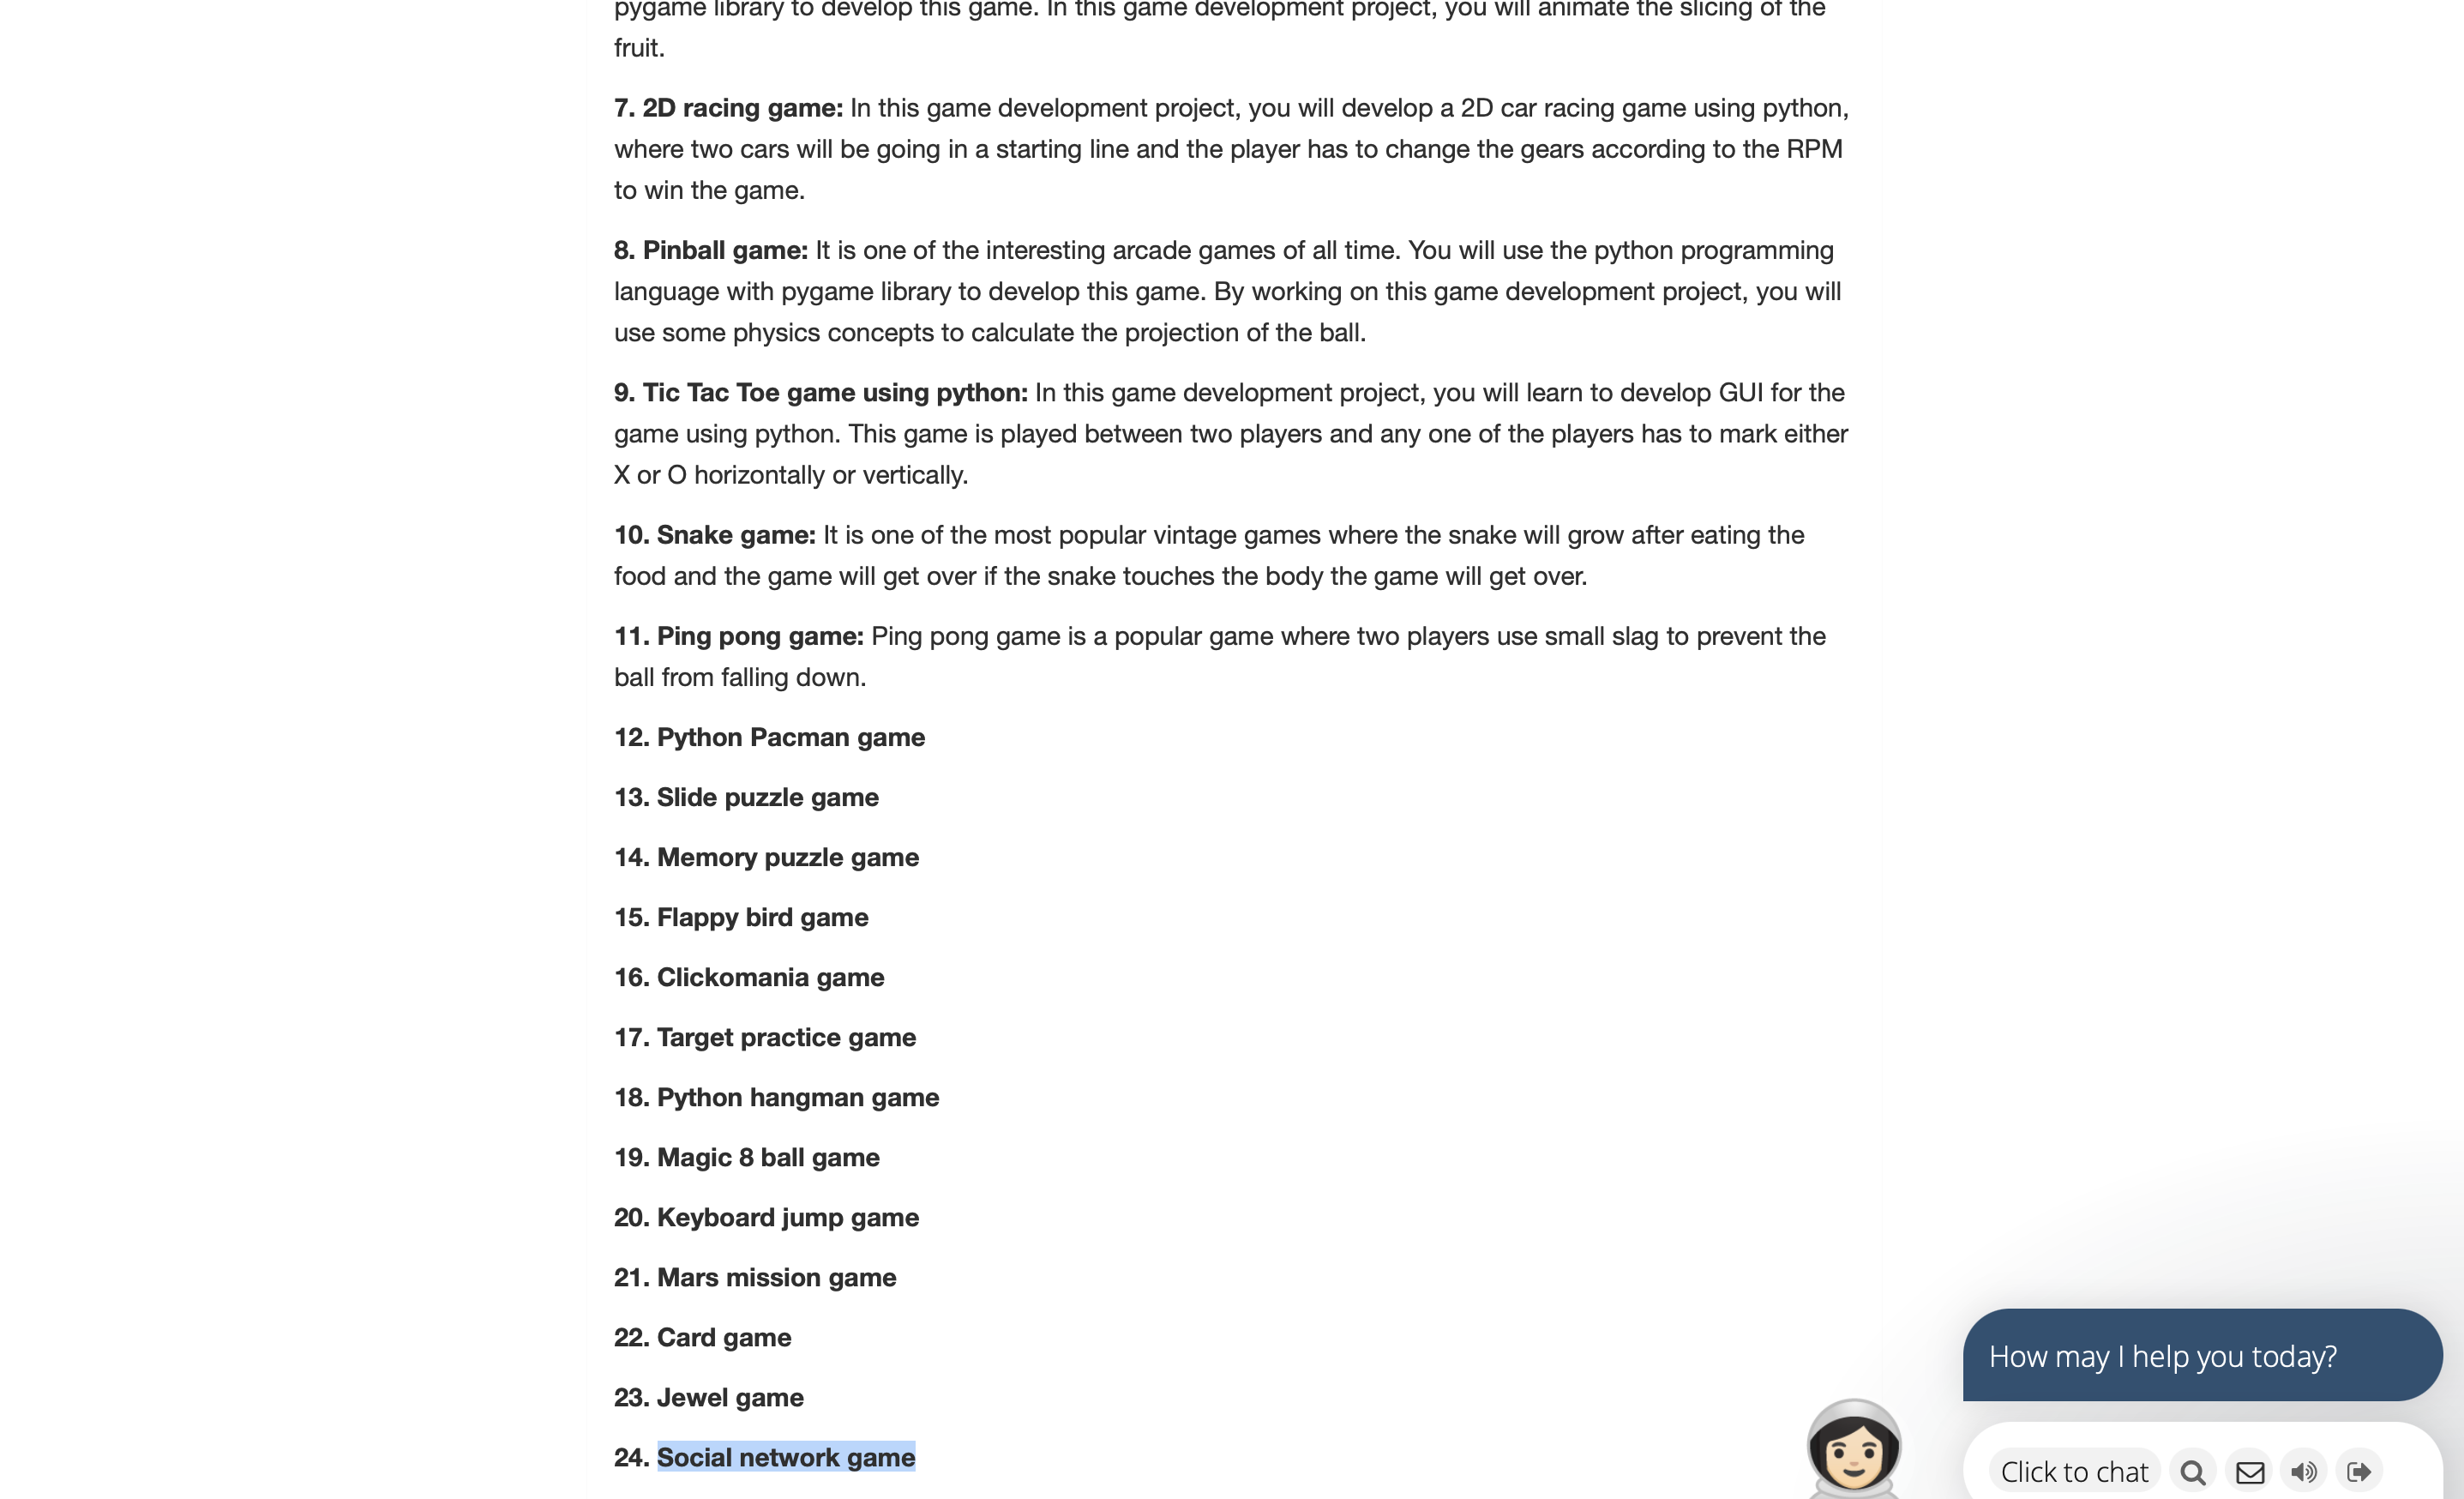 pygame library to develop this game. In this game development project, you will animate the slicing of the
fruit.
7. 2D racing game: In this game development project, you will develop a 2D car racing game using python,
where two cars will be going in a starting line and the player has to change the gears according to the RPM
to win the game.
8. Pinball game: It is one of the interesting arcade games of all time. You will use the python programming
language with pygame library to develop this game. By working on this game development project, you will
use some physics concepts to calculate the projection of the ball.
9. Tic Tac Toe game using python: In this game development project, you will learn to develop GUI for the
game using python. This game is played between two players and any one of the players has to mark either
X or O horizontally or vertically.
10. Snake game: It is one of the most popular vintage games where the snake will grow after eating the
food and the game will get over if the snake touches the body the game will get over.
11. Ping pong game: Ping pong game is a popular game where two players use small slag to prevent the
ball from falling down.
12. Python Pacman game
13. Slide puzzle game
14. Memory puzzle game
15. Flappy bird game
16. Clickomania game
17. Target practice game
18. Python hangman game
19. Magic 8 ball game
20. Keyboard jump game
21. Mars mission game
22. Card game
23. Jewel game
24. Social network game
How may I help you today?
Click to chat